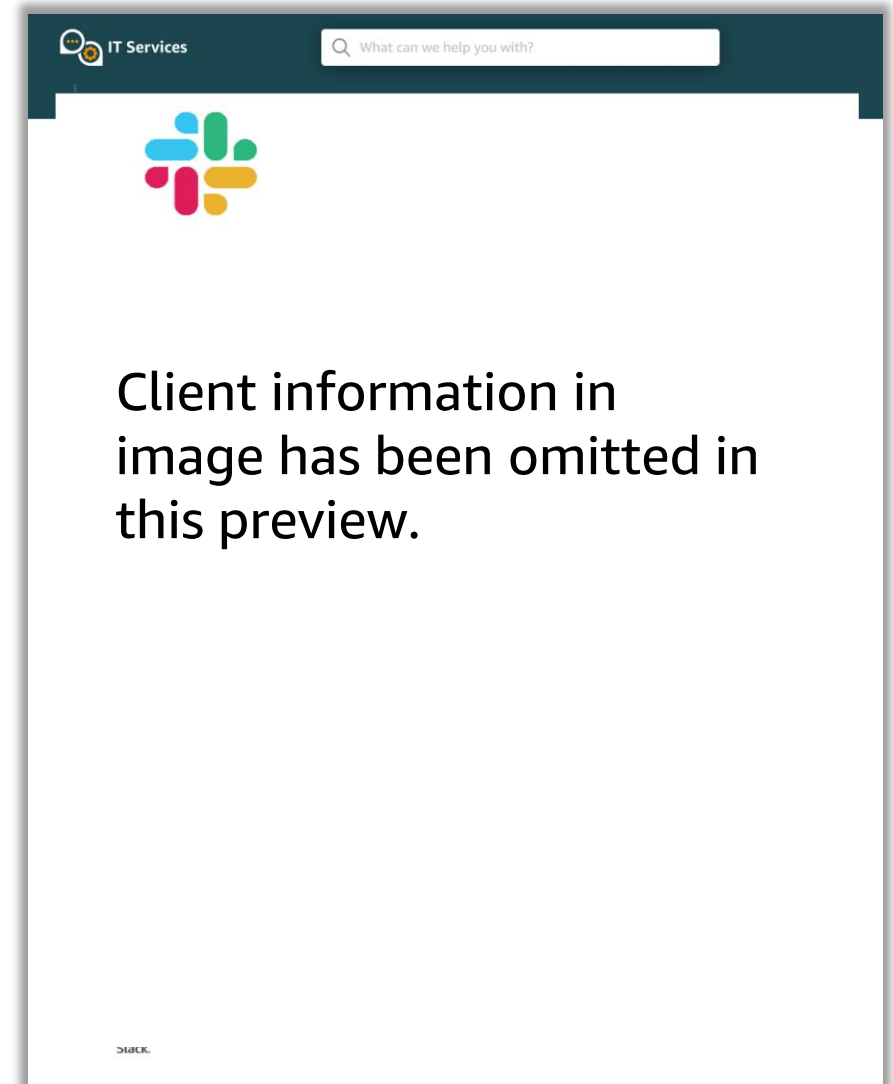 IT Services
What can we help you with?
Client information in
image has been omitted in
this preview.